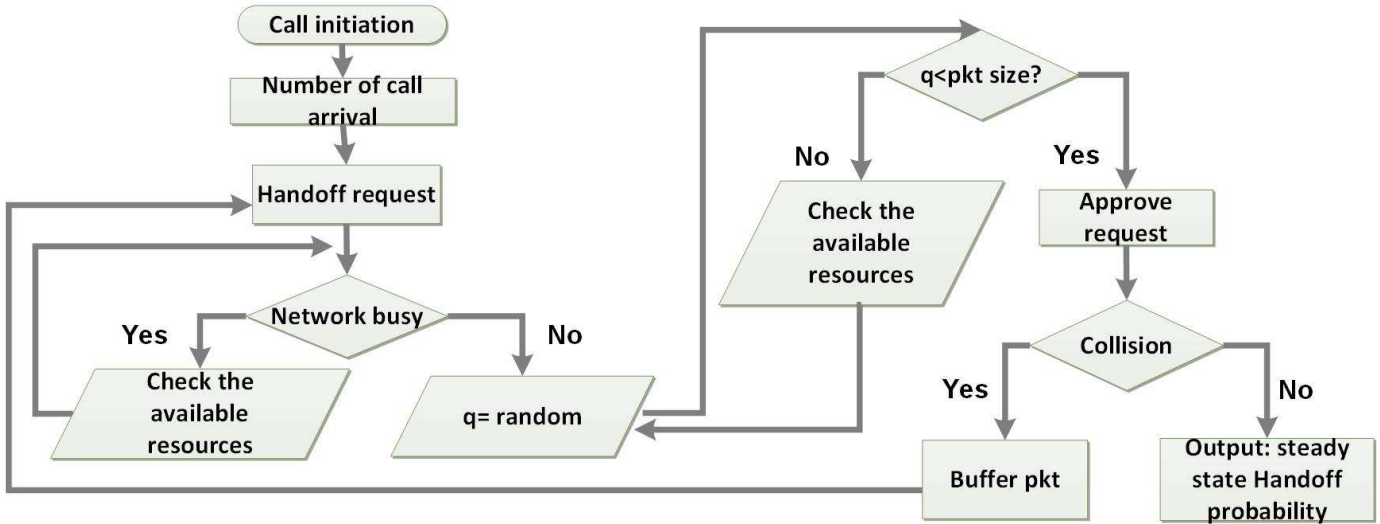 Call initiation
Number of call
arrival
Handoff request
Network busy
Yes
No
Check the
available
resources
q= random
q<pkt size?
No
Yes
Check the
available
resources
Approve
request
Collision
Yes
No
Buffer pkt
Output: steady
state Handoff
probability